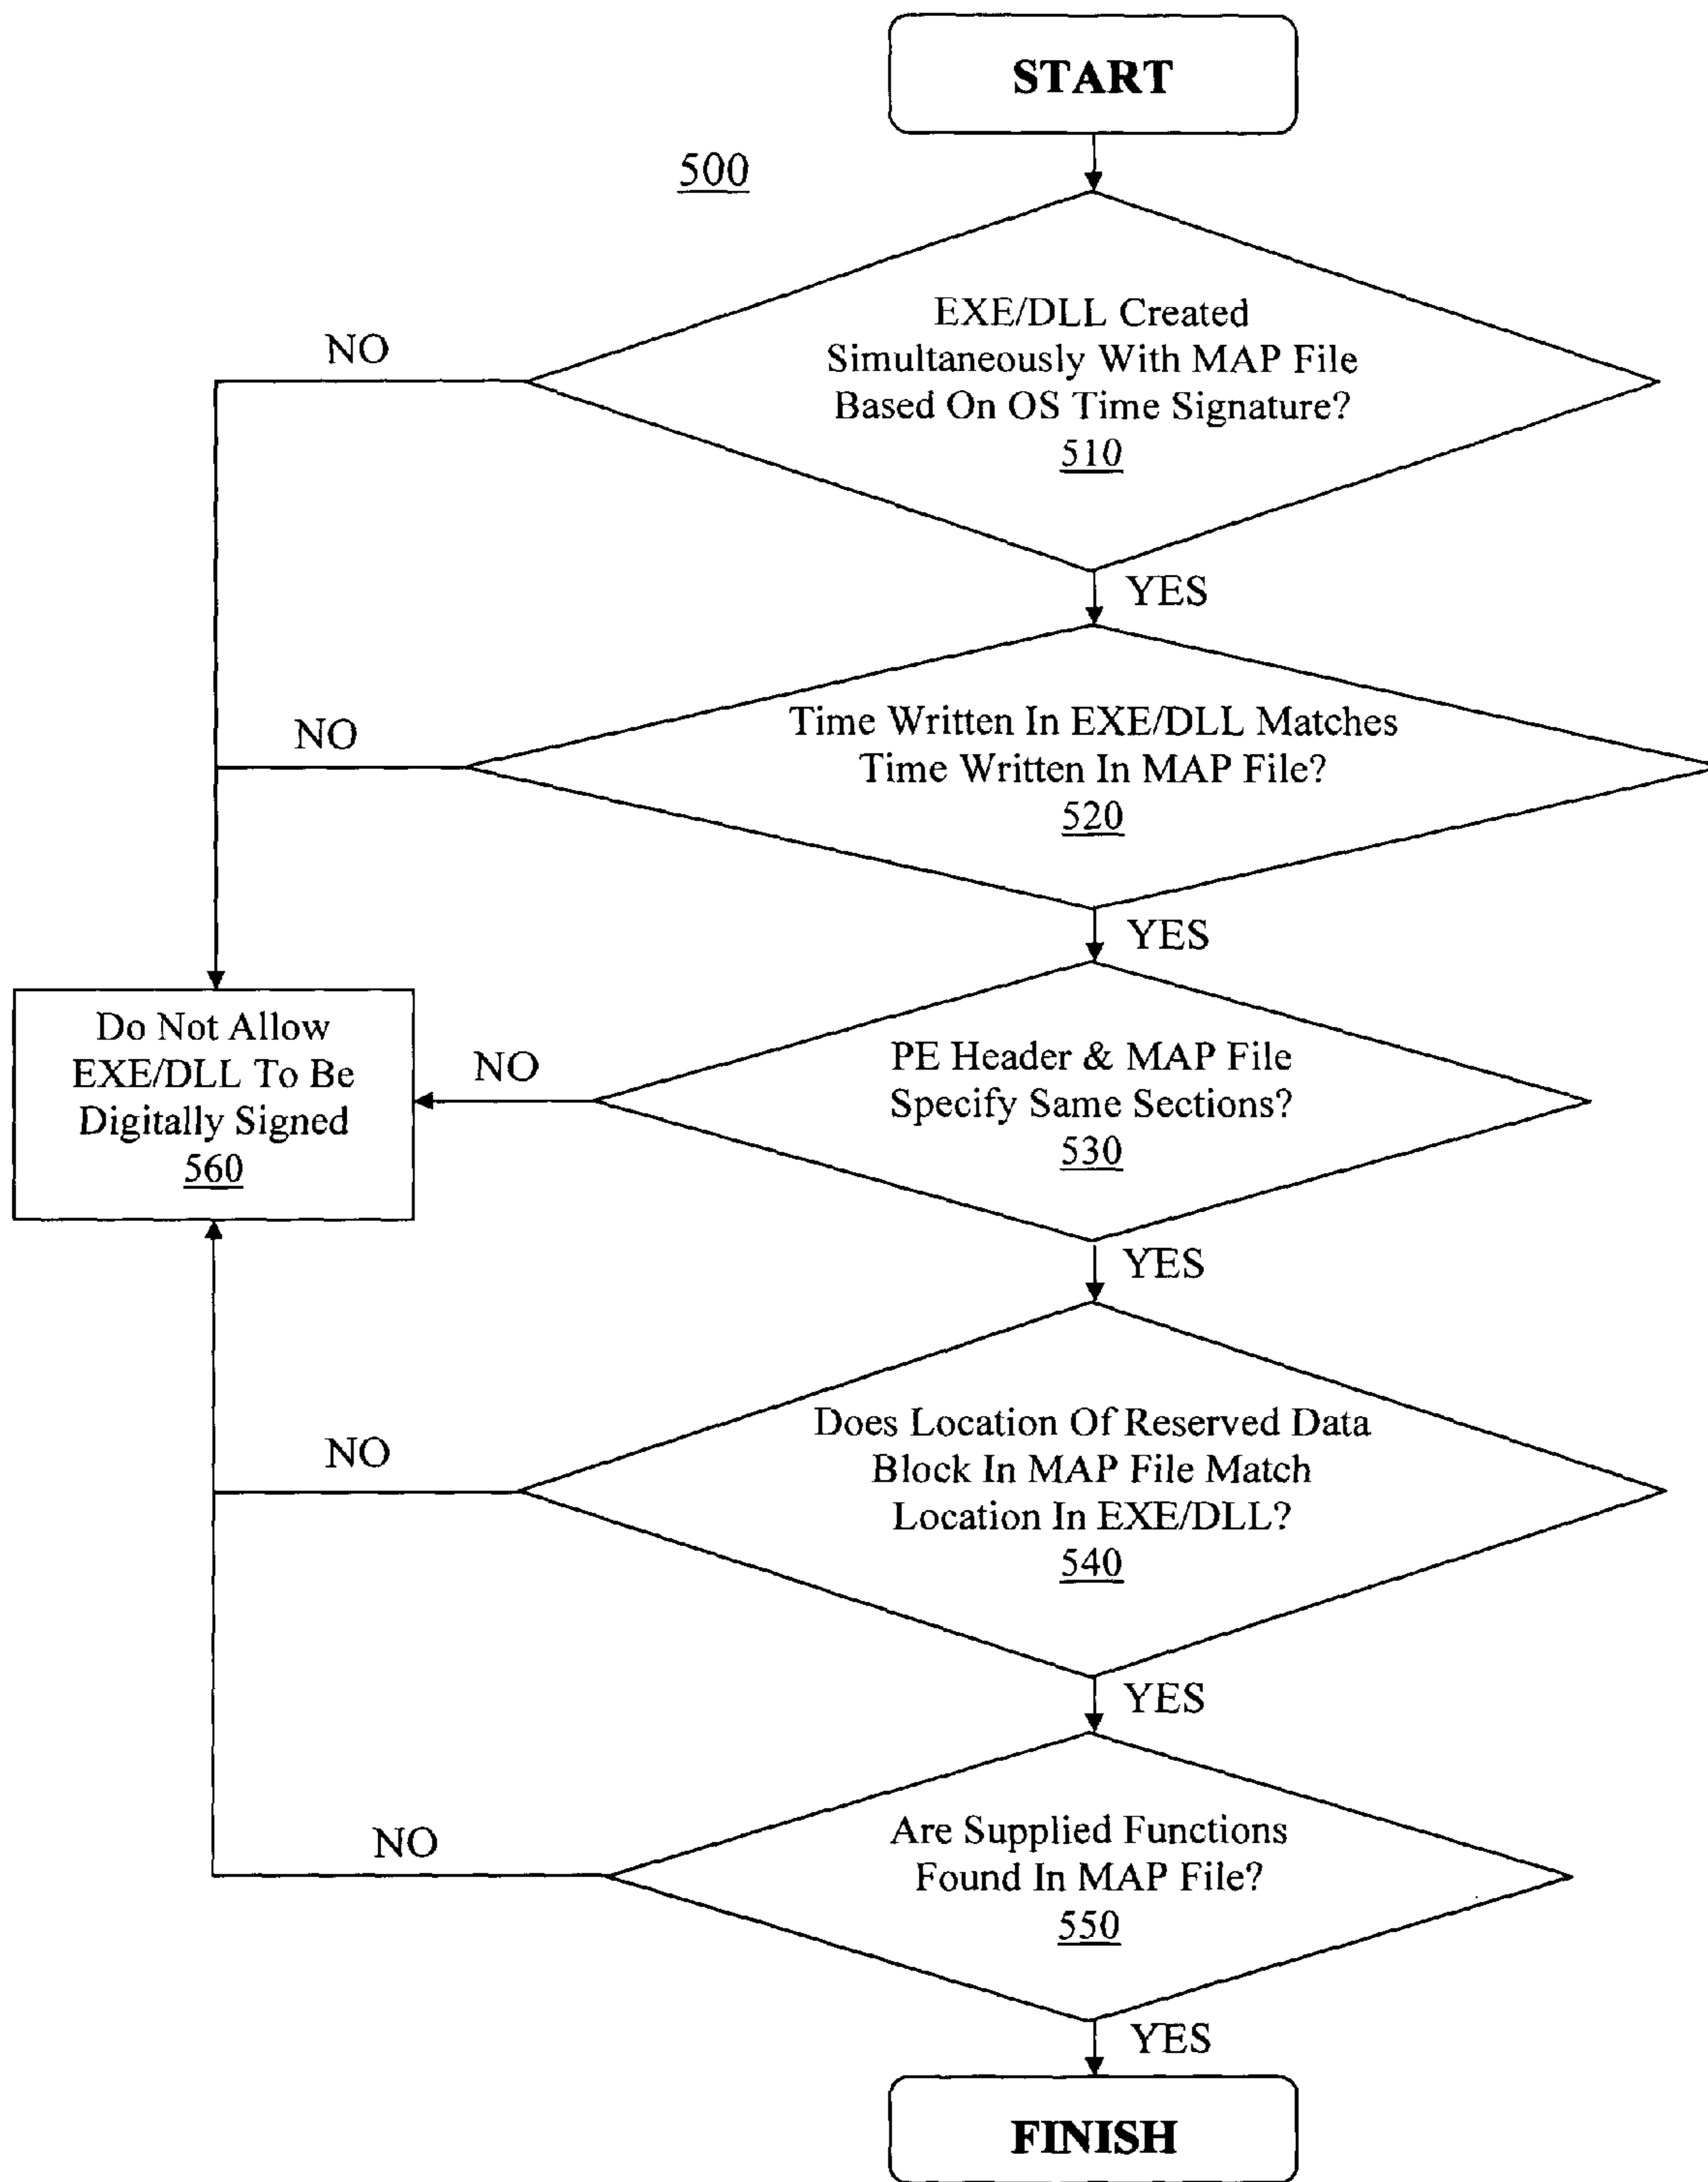 START
500
EXE/DLL Created
Simultaneously With MAP File
Based On OS Time Signature?
510
NO
YES
Time Written In EXE/DLL Matches
Time Written In MAP File?
520
NO
YES
PE Header & MAP File
Specify Same Sections?
530
NO
YES
Do Not Allow
EXE/DLL To Be
Digitally Signed
560
Does Location Of Reserved Data
Block In MAP File Match
Location In EXE/DLL?
540
NO
YES
Are Supplied Functions
Found In MAP File?
550
NO
YES
FINISH